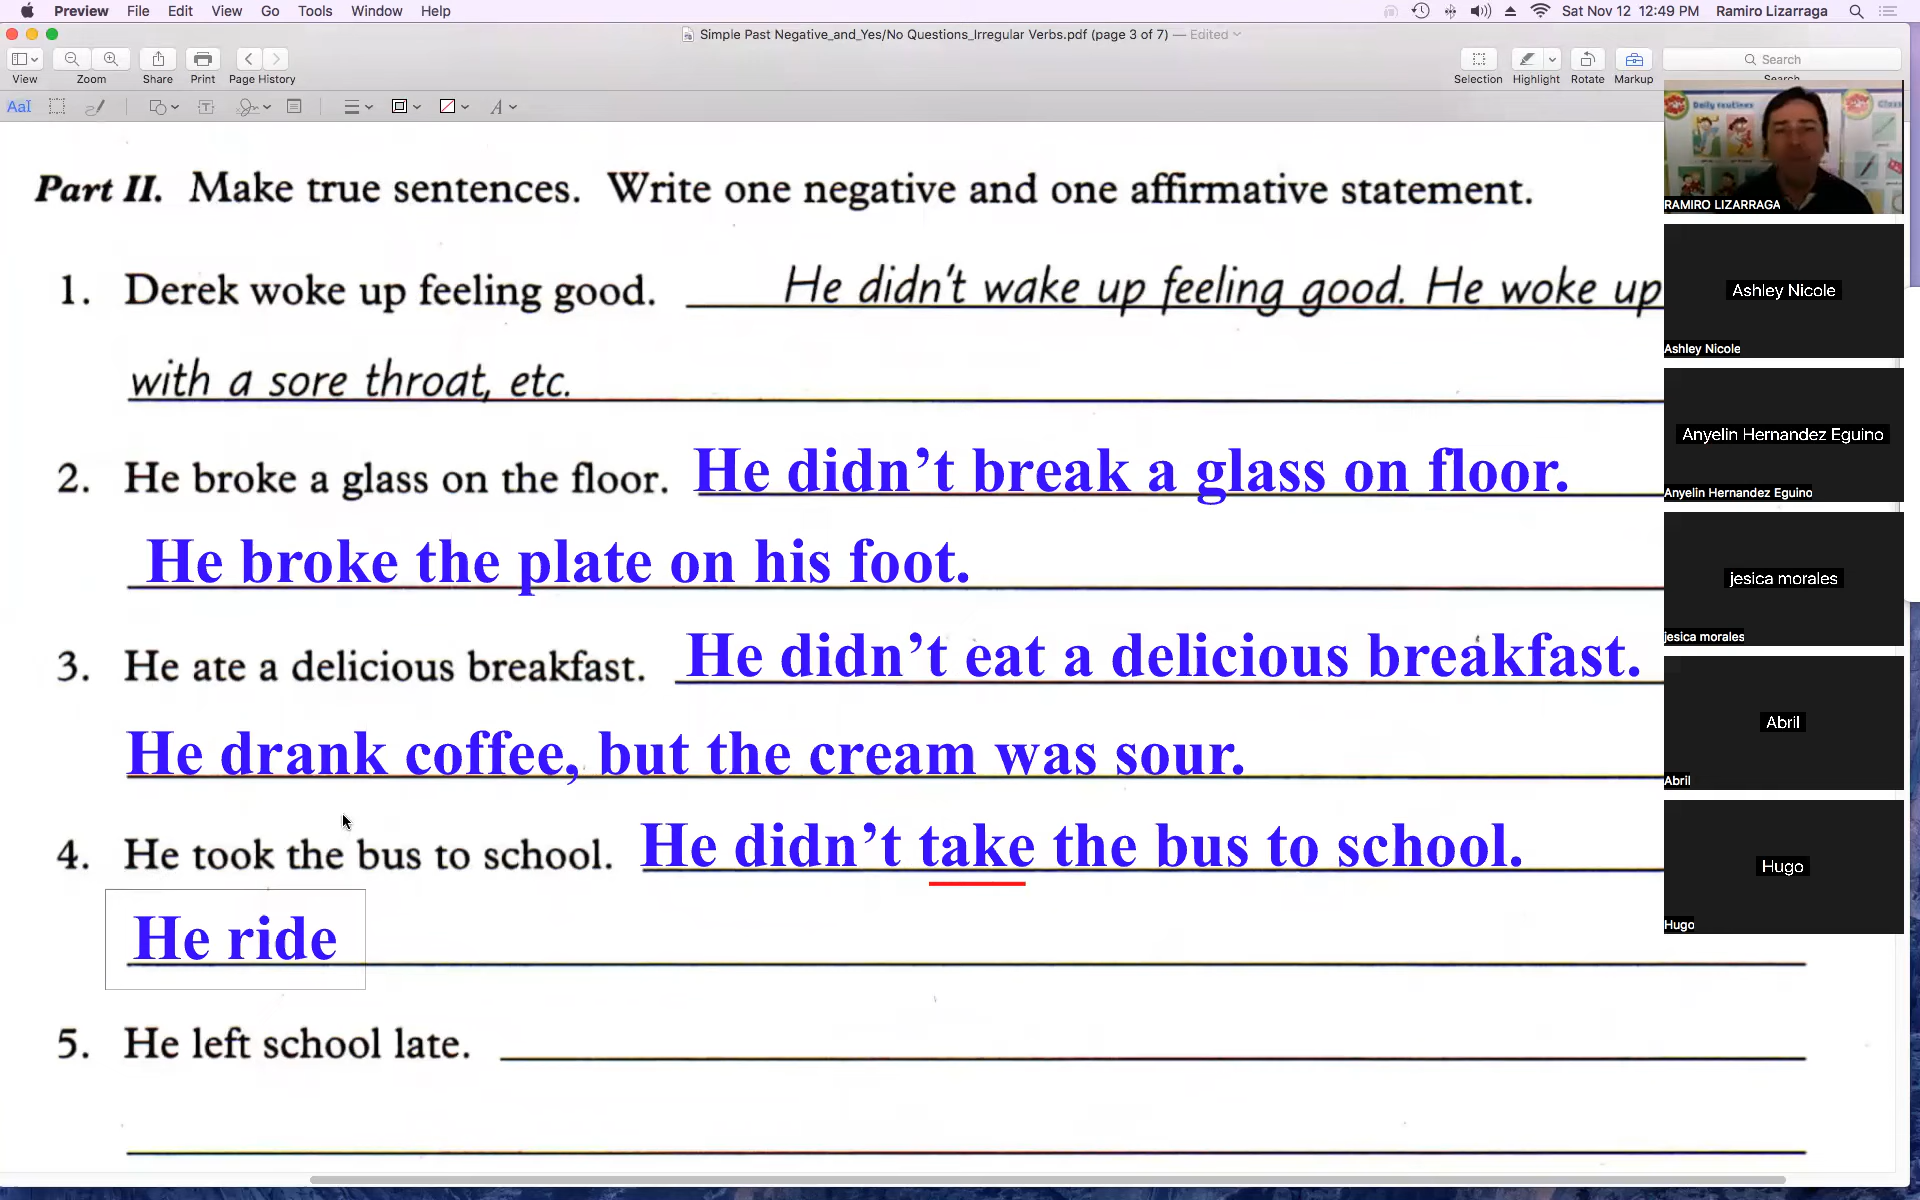 Preview File Edit View Go Tools Window Help Sat Nov 12 12:49 PM Ramiro Lizarraga
Simple Past Negative_and_Yes/No Questions_Irregular Verbs.pdf (page 3 of 7) — Edited
Search
View Zoom Share Print Page History Selection Highlight Rotate Markup
AaI T A
Daily routines
RAMIRO LIZARRAGA
Part II. Make true sentences. Write one negative and one affirmative statement.
1. Derek woke up feeling good. He didn't wake up feeling good. He woke up
with a sore throat, etc.
2. He broke a glass on the floor. He didn’t break a glass on floor.
He broke the plate on his foot.
3. He ate a delicious breakfast. He didn’t eat a delicious breakfast.
He drank coffee, but the cream was sour.
4. He took the bus to school. He didn’t take the bus to school.
He ride
5. He left school late.
Ashley Nicole
Ashley Nicole
Anyelin Hernandez Eguino
Anyelin Hernandez Eguino
jesica morales
jesica morales
Abril
Abril
Hugo
Hugo